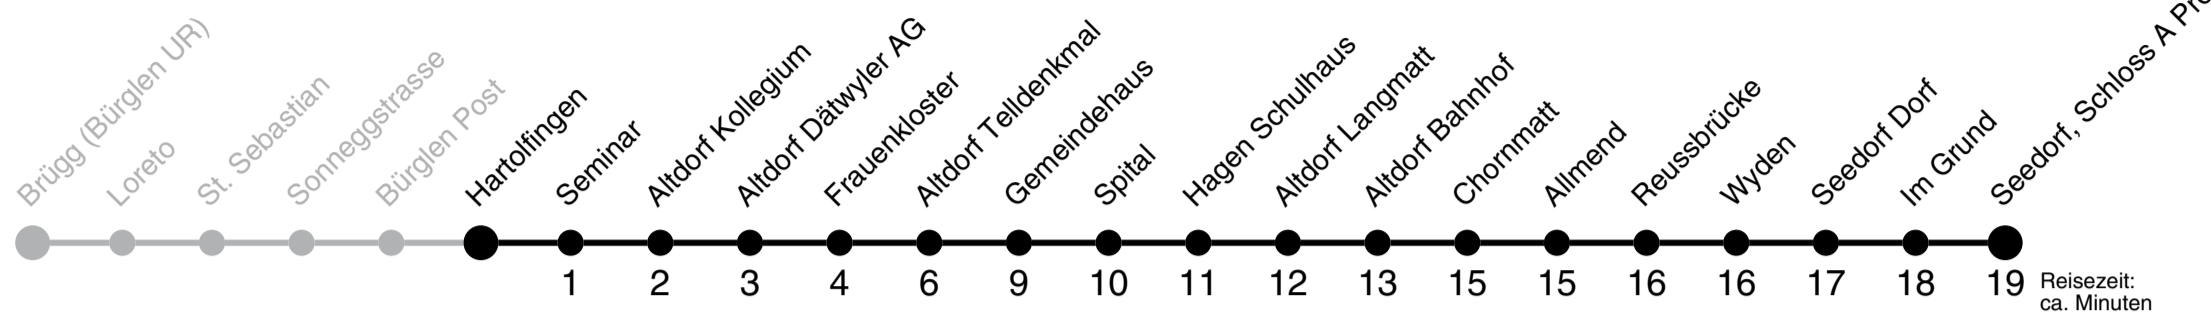 Brügg (Bürglen UR)
Loreto
St. Sebastian
Sonneggstrasse
Bürglen Post
Hartolfingen
Seminar
Altdorf Kollegium
Altdorf Dätwyler AG
Frauenkloster
Altdorf Telldenkmal
Gemeindehaus
Spital
Hagen Schulhaus
Altdorf Langmatt
Altdorf Bahnhof
Chornmatt
Allmend
Reussbrücke
Wyden
Seedorf Dorf
Im Grund
Seedorf, Schloss A
1 2 3 4 6 9 10 11 12 13 15 15 16 16 17 18 19
Reisezeit:
ca. Minuten